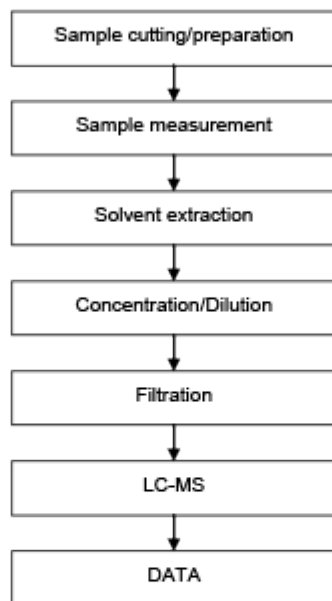 Sample cutting/preparation
Sample measurement
Solvent extraction
Concentration/Dilution
Filtration
LC-MS
DATA